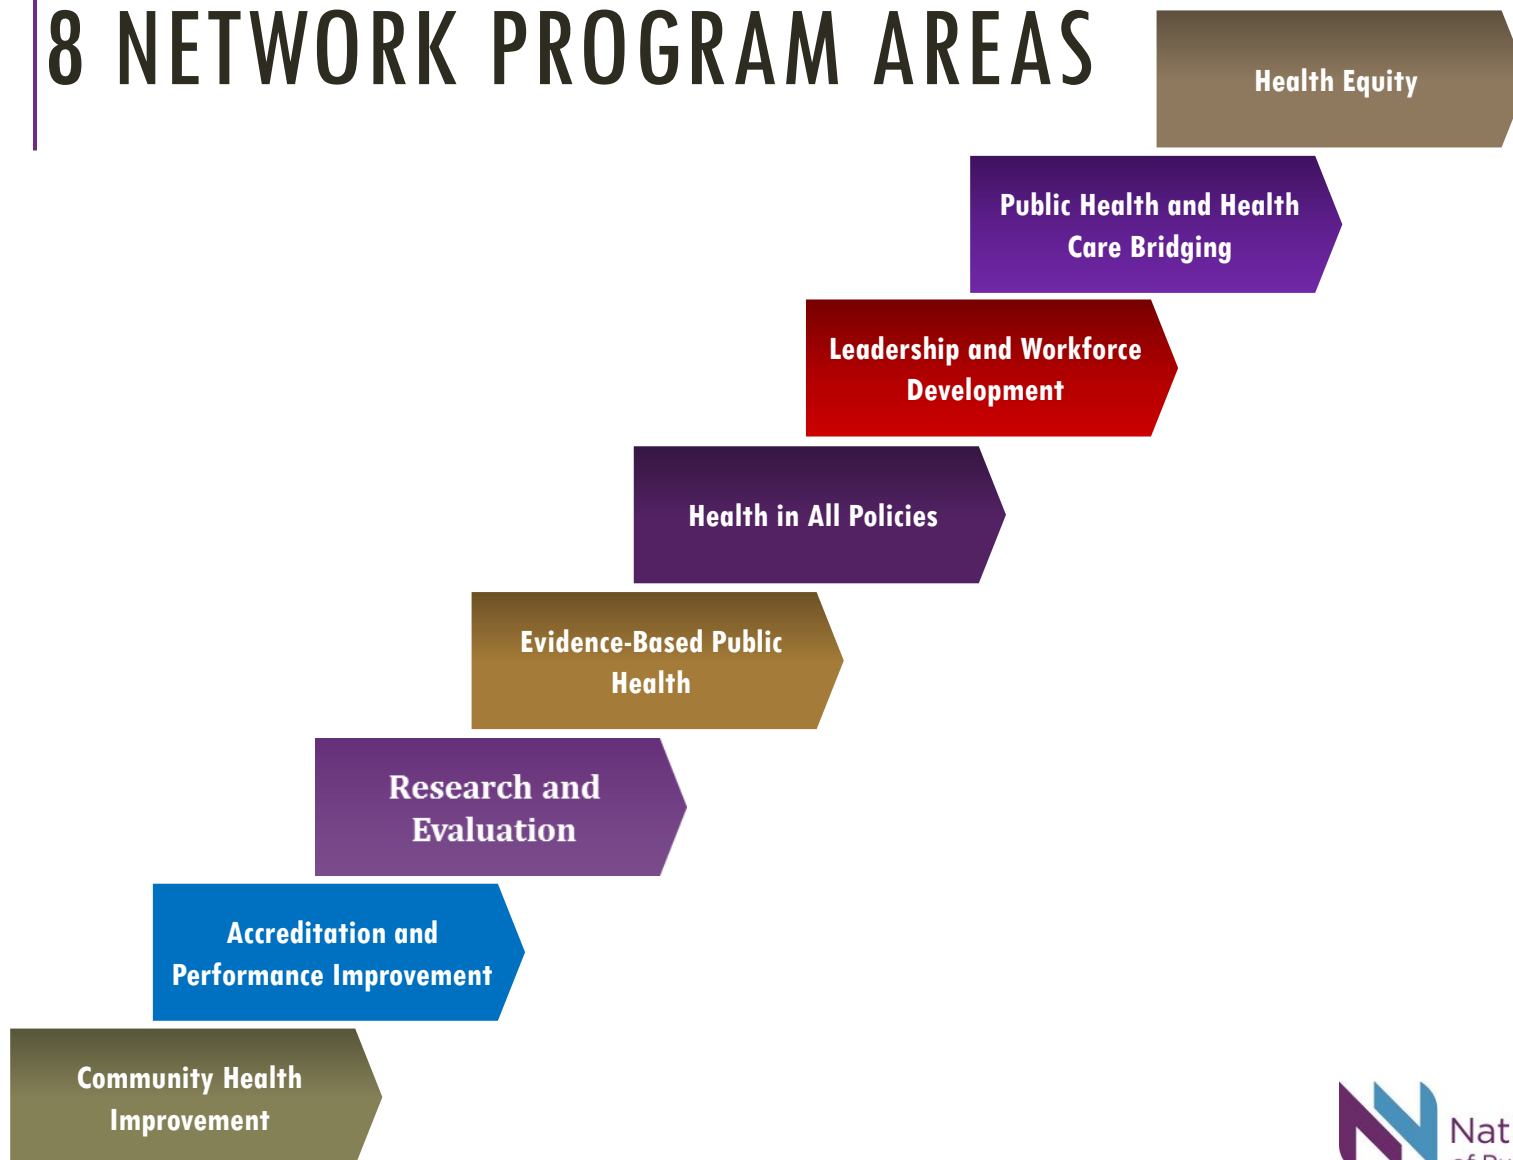 8 NETWORK PROGRAM AREAS
Health Equity
Public Health and Health
Care Bridging
Leadership and Workforce
Development
Health in All Policies
Evidence-Based Public
Health
Research and
Evaluation
Accreditation and
Performance Improvement
Community Health
Improvement
Nat